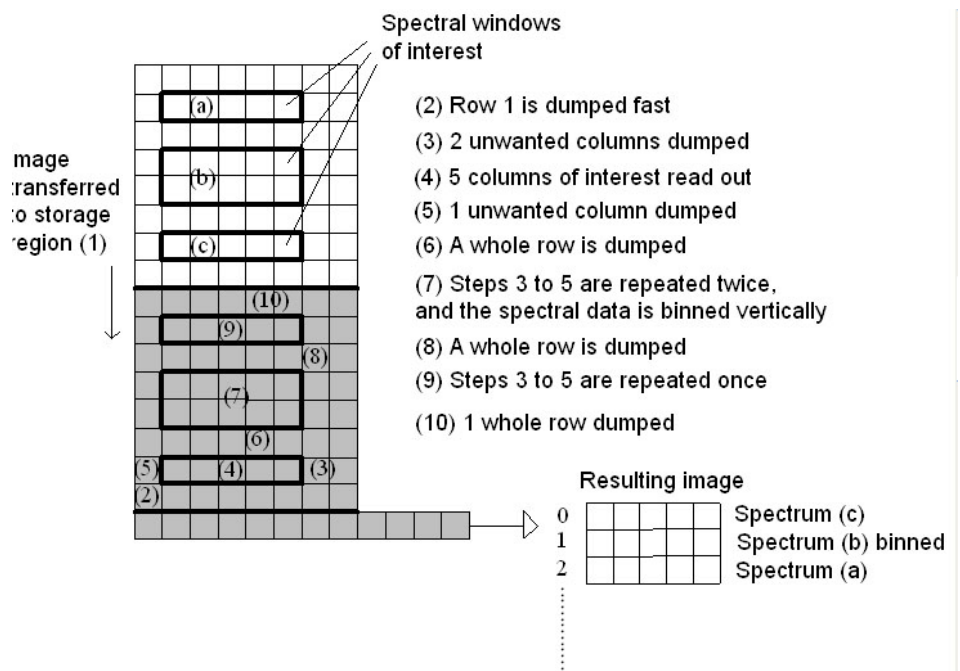 Spectral windows
of interest
(a)
(b)
(c)
image
transferred
to storage
region (1)
(10)
(9)
(8)
(7)
(6)
(5)
(4)
(3)
(2)
(2) Row 1 is dumped fast
(3) 2 unwanted columns dumped
(4) 5 columns of interest read out
(5) 1 unwanted column dumped
(6) A whole row is dumped
(7) Steps 3 to 5 are repeated twice,
and the spectral data is binned vertically
(8) A whole row is dumped
(9) Steps 3 to 5 are repeated once
(10) 1 whole row dumped
Resulting image
0 Spectrum (c)
1 Spectrum (b) binned
2 Spectrum (a)